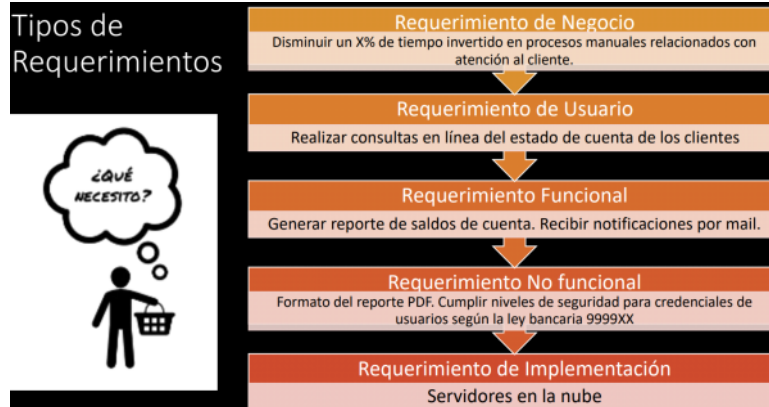 Tipos de
Requerimientos
¿QUÉ
NECESITO?
Requerimiento de Negocio
Disminuir un X% de tiempo invertido en procesos manuales relacionados con
atención al cliente.
Requerimiento de Usuario
Realizar consultas en línea del estado de cuenta de los clientes
Requerimiento Funcional
Generar reporte de saldos de cuenta. Recibir notificaciones por mail.
Requerimiento No funcional
Formato del reporte PDF. Cumplir niveles de seguridad para credenciales de
usuarios según la ley bancaria 9999XX
Requerimiento de Implementación
Servidores en la nube